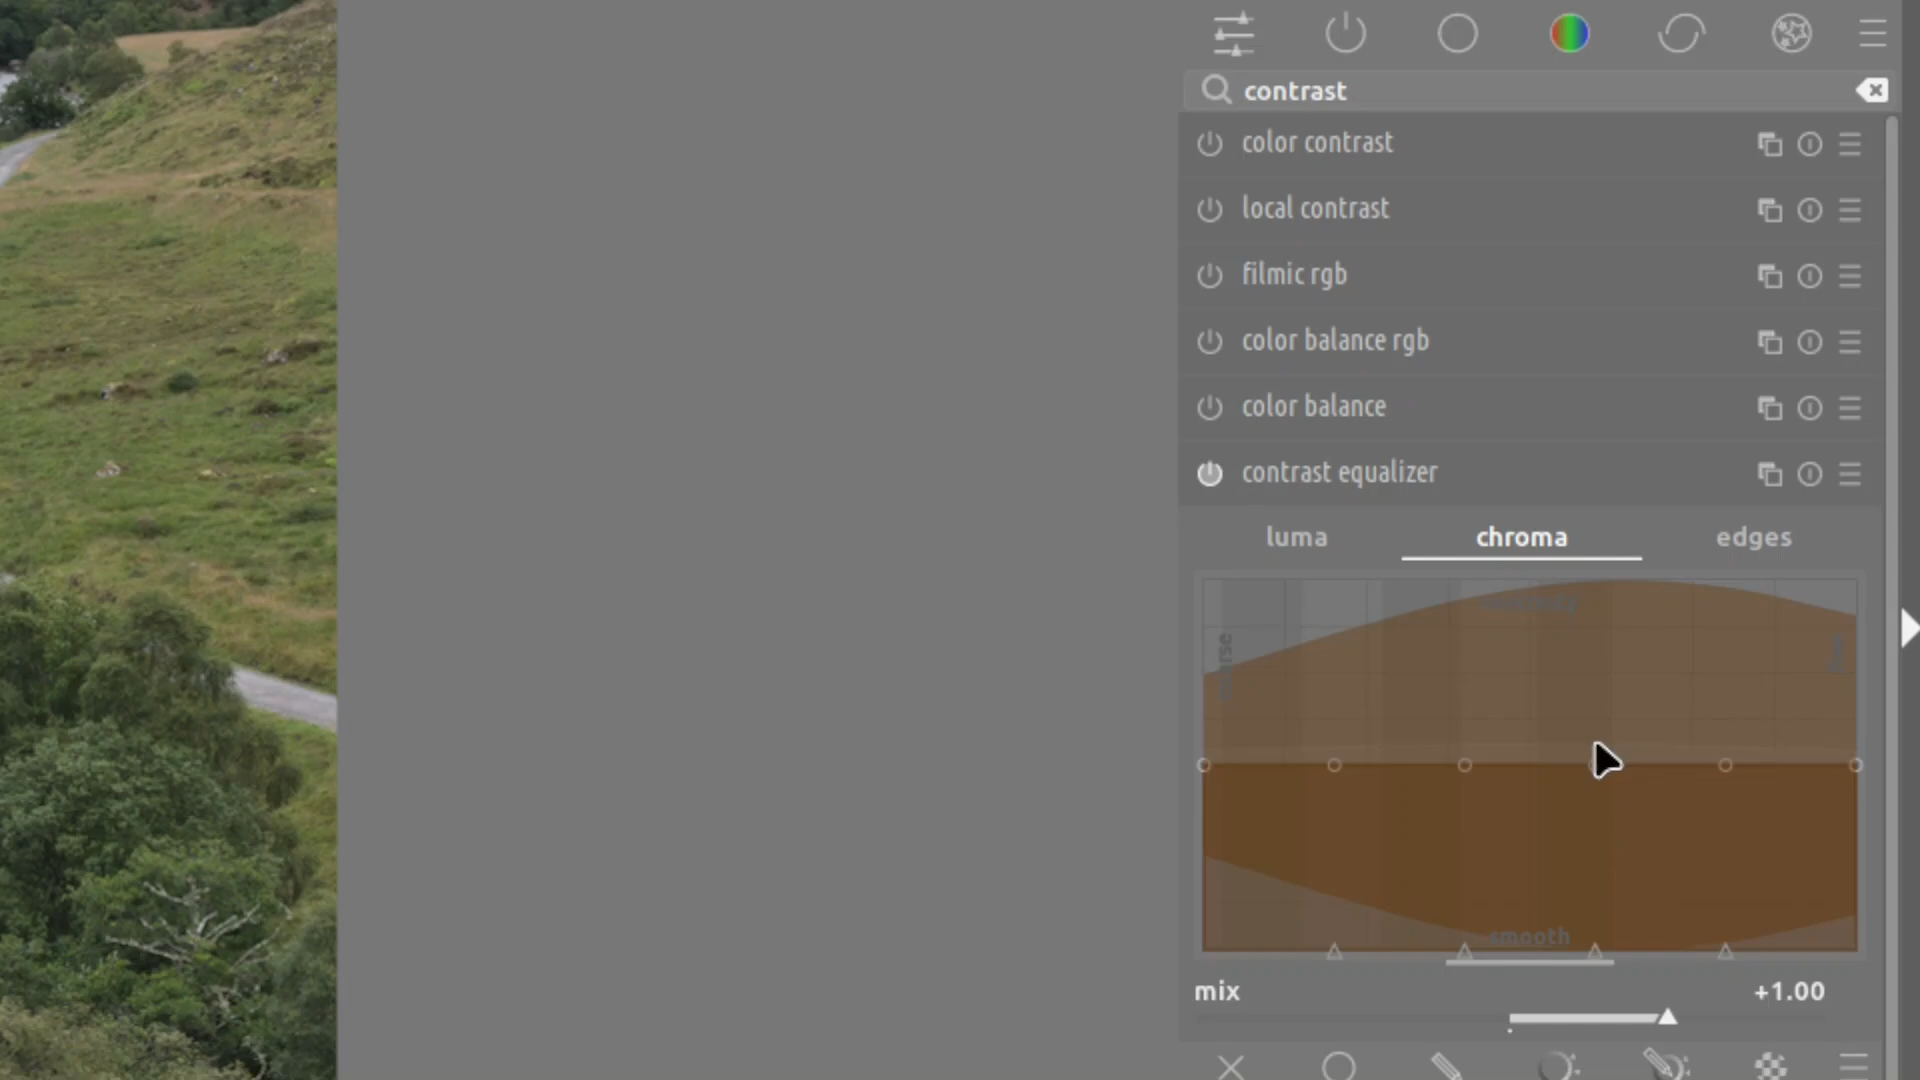 contrast
color contrast
local contrast
filmic rgb
color balance rgb
color balance
contrast equalizer
luma chroma edges
smooth
mix +1.00